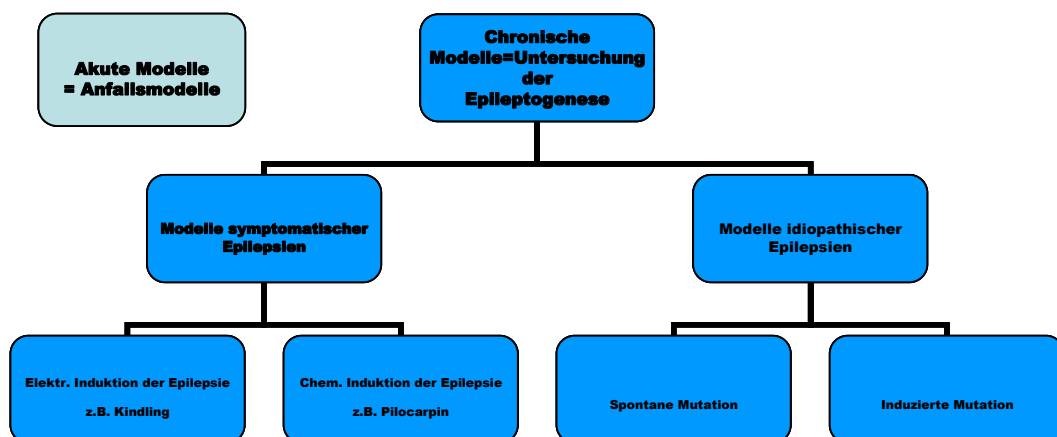 Akute Modelle
= Anfallsmodelle
Chronische
Modelle=Untersuchung
der
Epileptogenese
Modelle symptomatischer
Epilepsien
Modelle idiopathischer
Epilepsien
Elektr. Induktion der Epilepsie
z.B. Kindling
Chem. Induktion der Epilepsie
z.B. Pilocarpin
Spontane Mutation
Induzierte Mutation